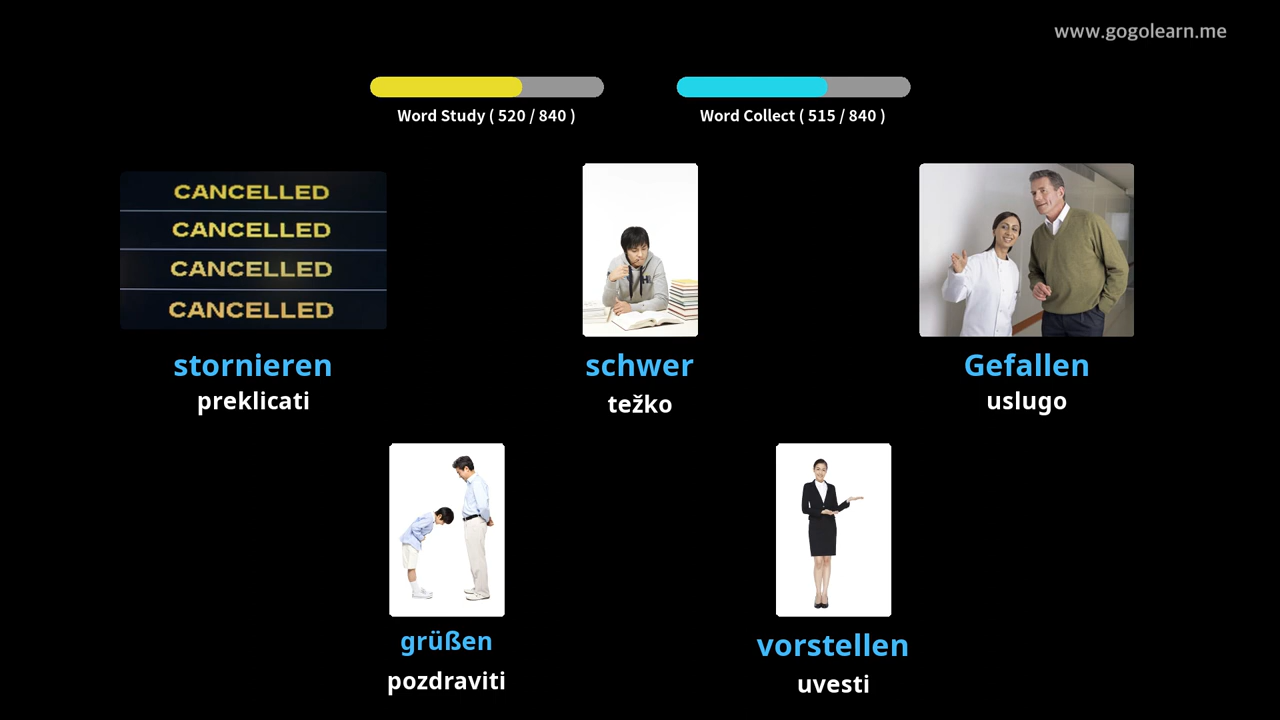 www.gogolearn.me
Word Study ( 520 / 840 )
Word Collect ( 515 / 840 )
CANCELLED
CANCELLED
CANCELLED
CANCELLED
stornieren
preklicati
schwer
težko
Gefallen
uslugo
grüßen
pozdraviti
vorstellen
uvesti